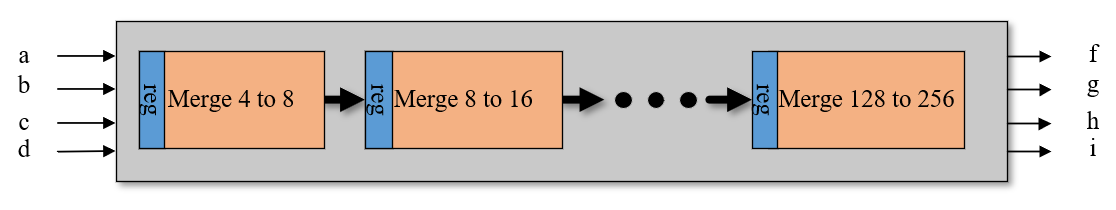 a
b
c
d
reg
Merge 4 to 8
reg
Merge 8 to 16
reg
Merge 128 to 256
f
g
h
i